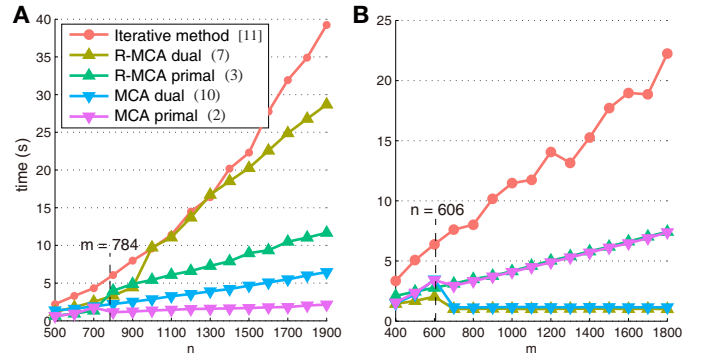 A
B
40
35
30
25
20
15
10
5
0
time (s)
Iterative method [11]
R-MCA dual (7)
R-MCA primal (3)
MCA dual (10)
MCA primal (2)
m = 784
500 700 900 1100 1300 1500 1700 1900
n
25
20
15
10
5
0
n = 606
400 600 800 1000 1200 1400 1600 1800
m